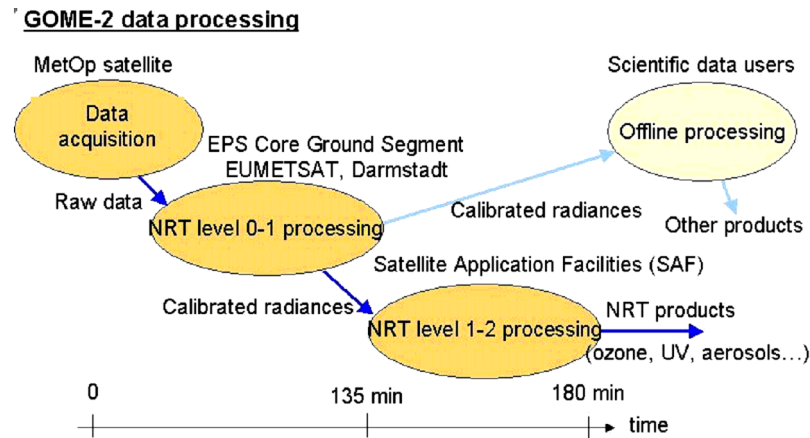 GOME-2 data processing
MetOp satellite
Scientific data users
Data
acquisition
Offline processing
EPS Core Ground Segment
EUMETSAT, Darmstadt
Raw data
NRT level 0-1 processing
Calibrated radiances
Other products
Satellite Application Facilities (SAF)
Calibrated radiances
NRT level 1-2 processing
NRT products
(ozone, UV, aerosols...)
0
135 min
180 min
time